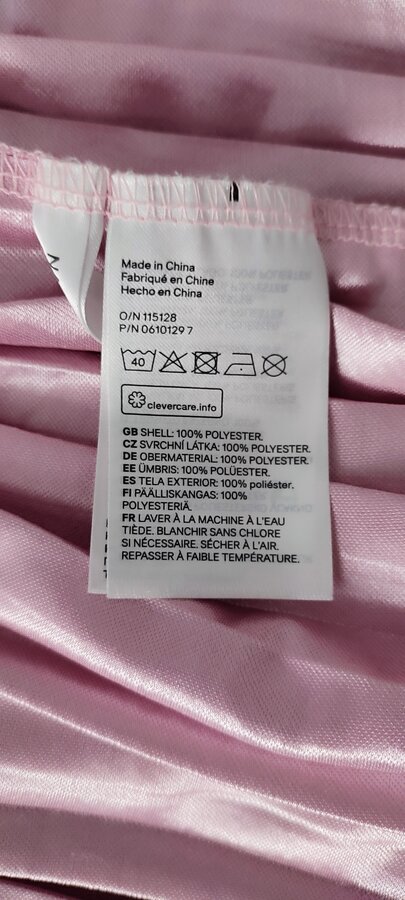 Made in China
Fabriqué en Chine
Hecho en China
O/N 115128
P/N 0610129 7
40
clevercare.info
GB SHELL: 100% POLYESTER.
CZ SVRCHNÍ LÁTKA: 100% POLYESTER.
DE OBERMATERIAL: 100% POLYESTER.
EE ÜMBRIS: 100% POLÜESTER.
ES TELA EXTERIOR: 100% poliéster.
FI PÄÄLLISKANGAS: 100%
POLYESTERIÄ.
FR LAVER À LA MACHINE À L'EAU
TIÈDE. BLANCHIR SANS CHLORE
SI NÉCESSAIRE. SÉCHER À L'AIR.
REPASSER À FAIBLE TEMPÉRATURE.